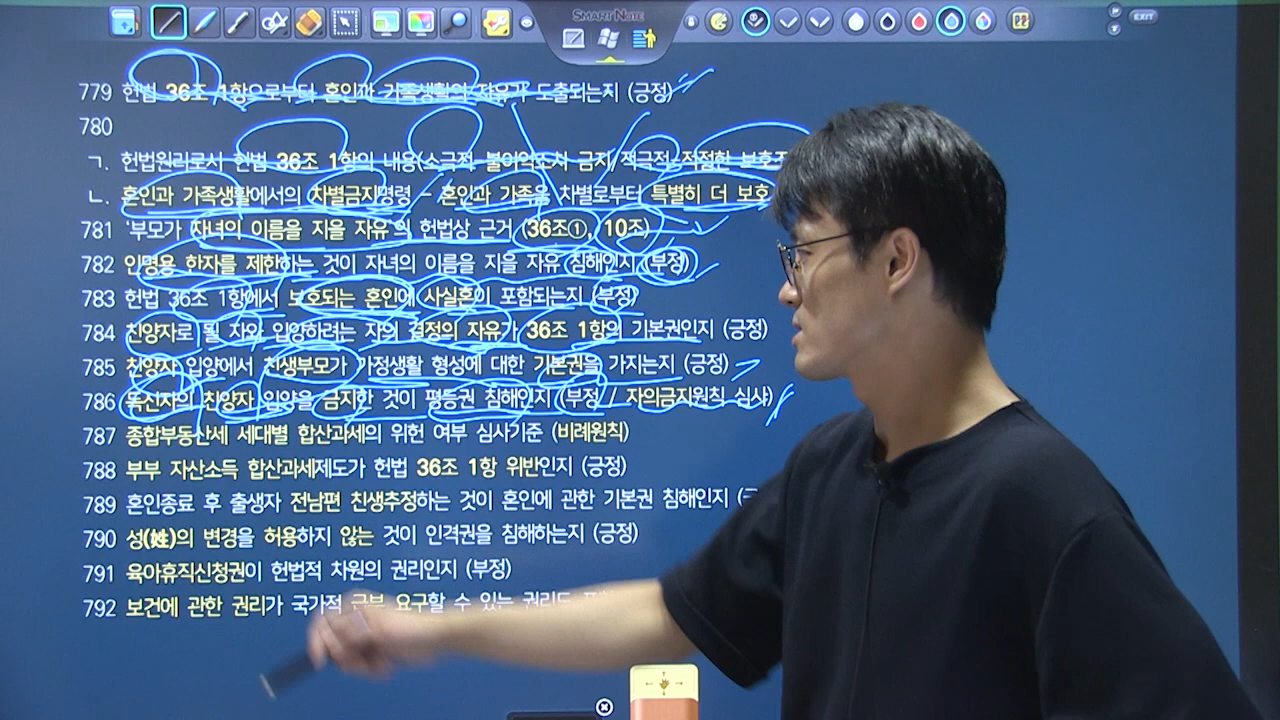 SMART NOTE
EXIT
779 헌법 36조 1항으로부터 혼인과 가족생활의 자유가 도출되는지 (긍정)
780
ㄱ. 헌법원리로서 헌법 36조 1항의 내용(소극적-불이익조치 금지/적극적-적절한 보호조
ㄴ. 혼인과 가족생활에서의 차별금지명령 - 혼인과 가족을 차별로부터 특별히 더 보호
781 '부모가 자녀의 이름을 지을 자유'의 헌법상 근거 (36조①, 10조)
782 인명용 한자를 제한하는 것이 자녀의 이름을 지을 자유 침해인지 (부정)
783 헌법 36조 1항에서 보호되는 혼인에 사실혼이 포함되는지 (부정)
784 친양자로 될 자와 입양하려는 자의 결정의 자유가 36조 1항의 기본권인지 (긍정)
785 친양자 입양에서 친생부모가 가정생활 형성에 대한 기본권을 가지는지 (긍정)
786 독신자의 친양자 입양을 금지한 것이 평등권 침해인지 (부정 / 자의금지원칙 심사)
787 종합부동산세 세대별 합산과세의 위헌 여부 심사기준 (비례원칙)
788 부부 자산소득 합산과세제도가 헌법 36조 1항 위반인지 (긍정)
789 혼인종료 후 출생자 전남편 친생추정하는 것이 혼인에 관한 기본권 침해인지
790 성(姓)의 변경을 허용하지 않는 것이 인격권을 침해하는지 (긍정)
791 육아휴직신청권이 헌법적 차원의 권리인지 (부정)
792 보건에 관한 권리가 국가적 급부 요구할 수 있는 권리도